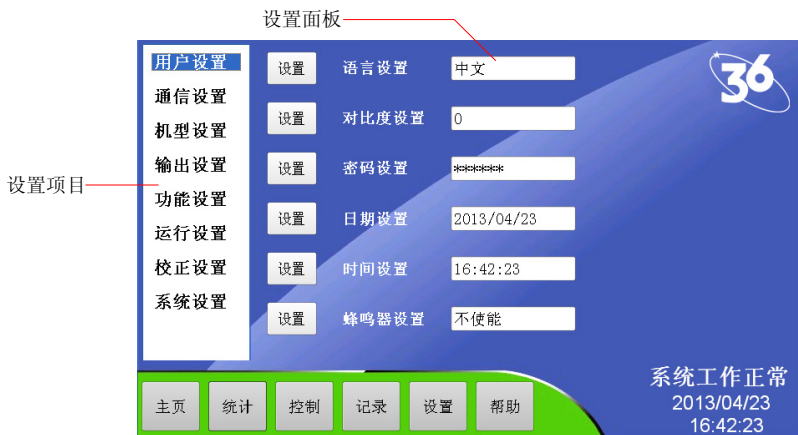 设置面板
用户设置
通信设置
机型设置
输出设置
功能设置
运行设置
校正设置
系统设置
设置项目
设置 语言设置 中文
设置 对比度设置 0
设置 密码设置 ******
设置 日期设置 2013/04/23
设置 时间设置 16:42:23
设置 蜂鸣器设置 不使能
36
主页 统计 控制 记录 设置 帮助
系统工作正常
2013/04/23
16:42:23